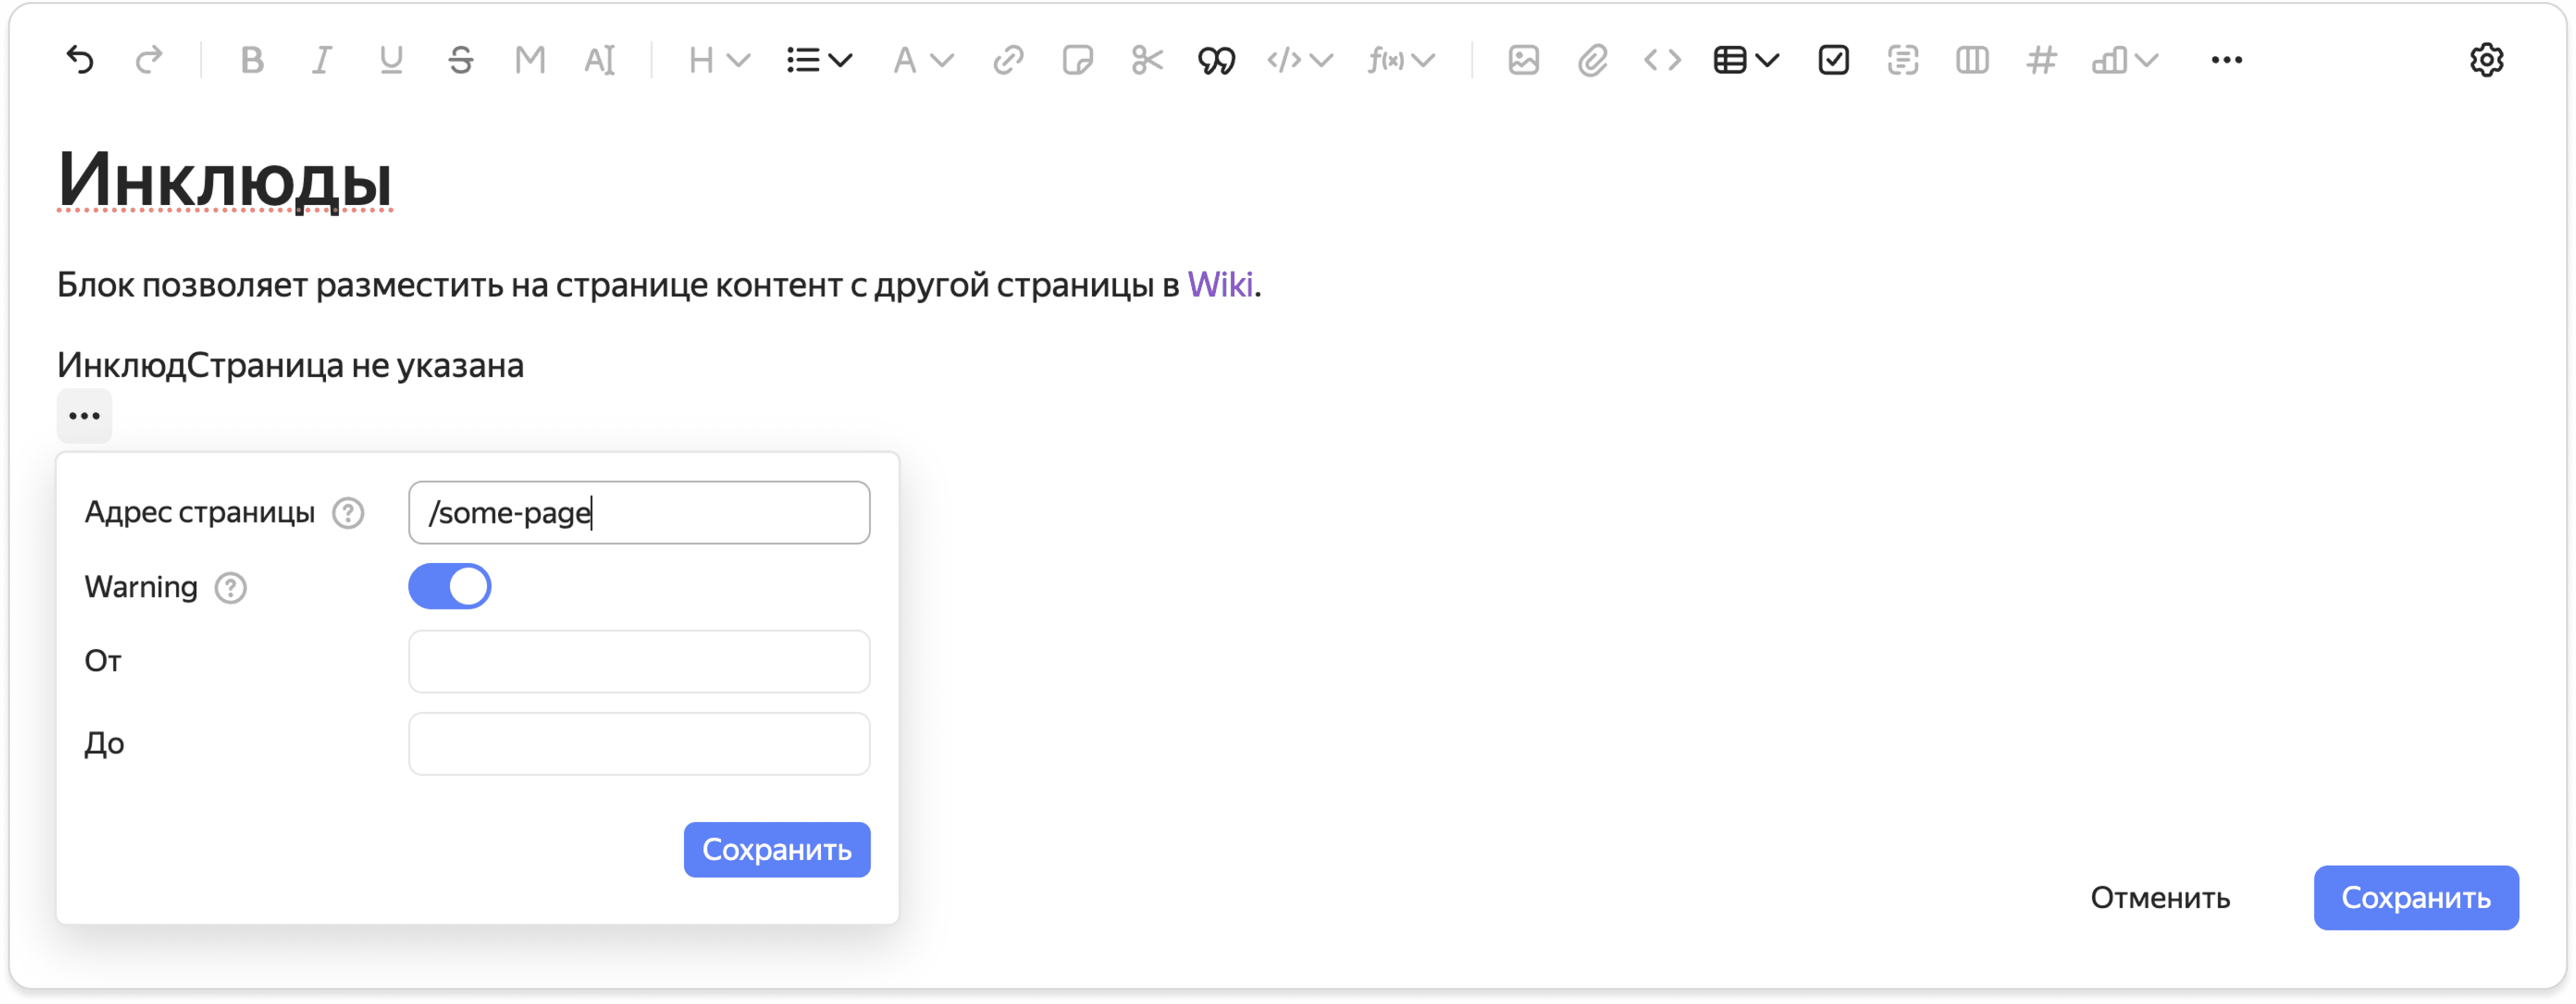 B I U S M AI H A </> f(x) < > #
Инклюды
Блок позволяет разместить на странице контент с другой страницы в Wiki.
ИнклюдСтраница не указана
Адрес страницы ? /some-page
Warning ?
От
До
Сохранить
Отменить Сохранить